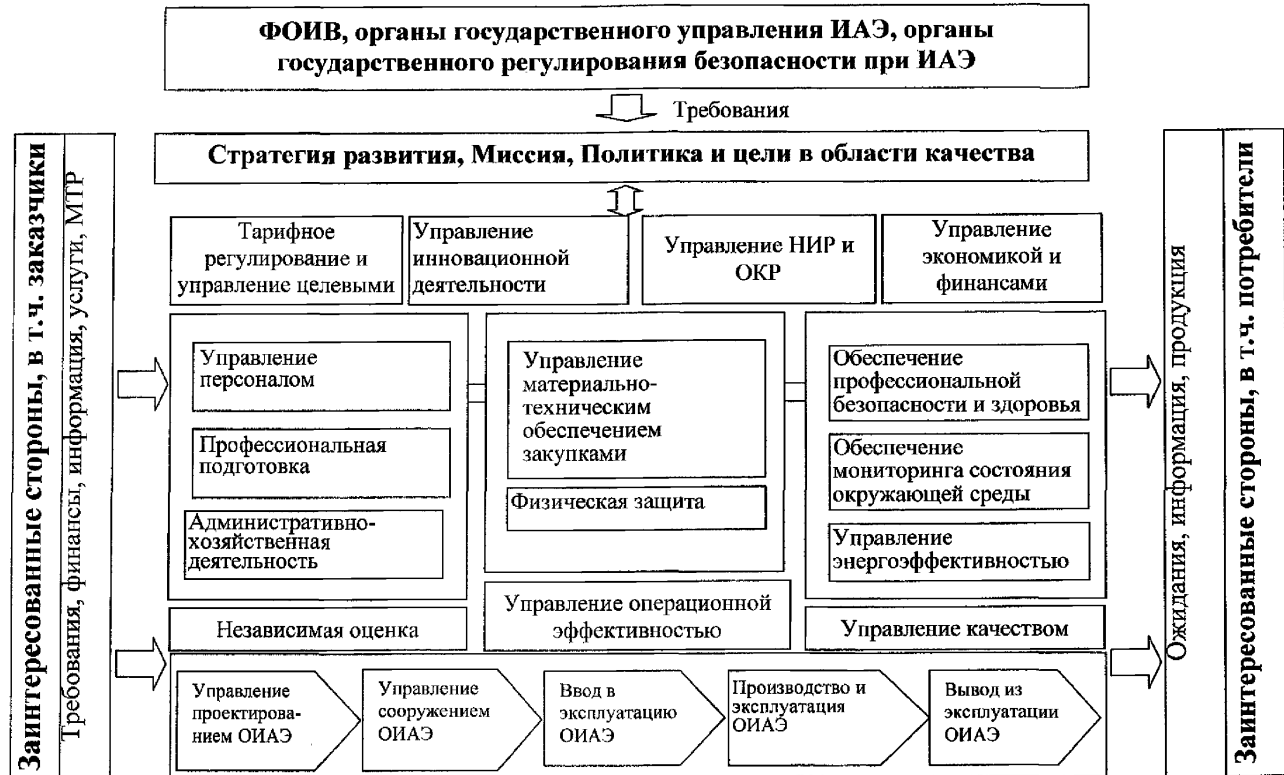 ФОИВ, органы государственного управления ИАЭ, органы
государственного регулирования безопасности при ИАЭ
Требования
Стратегия развития, Миссия, Политика и цели в области качества
Заинтересованные стороны, в т.ч. заказчики
Требования, финансы, информация, услуги, МТР
Тарифное
регулирование и
управление целевыми
Управление
инновационной
деятельности
Управление НИР и
ОКР
Управление
экономикой и
финансами
Управление
персоналом
Профессиональная
подготовка
Административно-
хозяйственная
деятельность
Управление
материально-
техническим
обеспечением
закупками
Физическая защита
Обеспечение
профессиональной
безопасности и здоровья
Обеспечение
мониторинга состояния
окружающей среды
Управление
энергоэффективностью
Независимая оценка
Управление операционной
эффективностью
Управление качеством
Управление
проектирова-
нием ОИАЭ
Управление
сооружением
ОИАЭ
Ввод в
эксплуатацию
ОИАЭ
Производство и
эксплуатация
ОИАЭ
Вывод из
эксплуатации
ОИАЭ
Ожидания, информация, продукция
Заинтересованные стороны, в т.ч. потребители